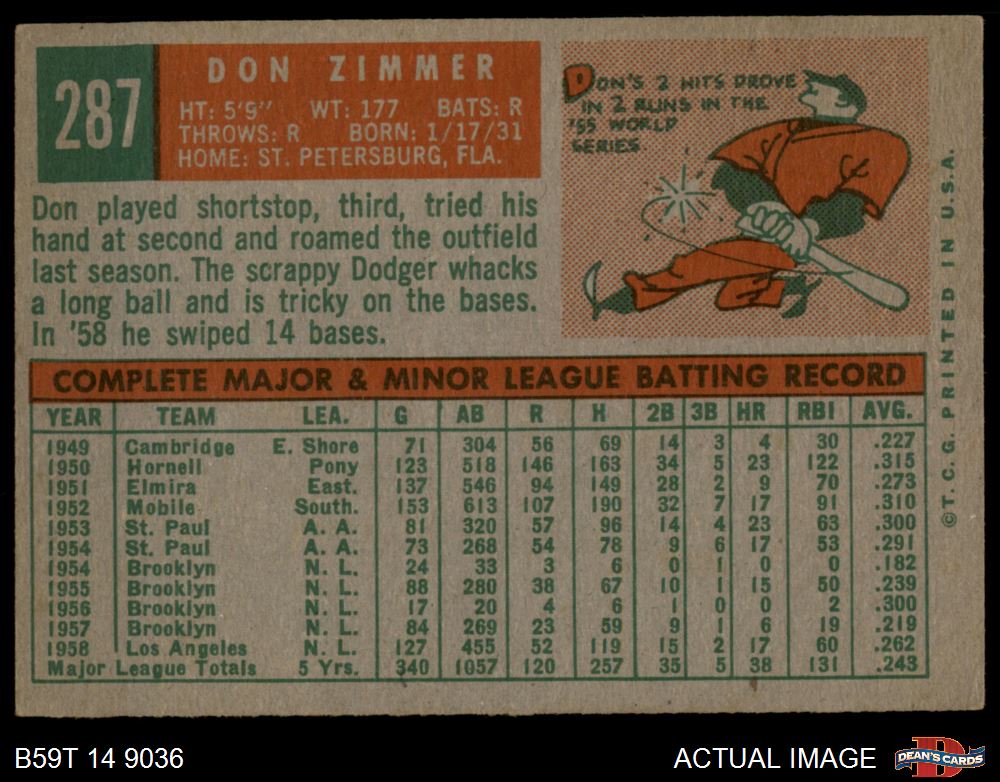 287
DON ZIMMER
HT: 5'9" WT: 177 BATS: R
THROWS: R BORN: 1/17/31
HOME: ST. PETERSBURG, FLA.
DON'S 2 HITS DROVE
IN 2 RUNS IN THE
'55 WORLD
SERIES
Don played shortstop, third, tried his
hand at second and roamed the outfield
last season. The scrappy Dodger whacks
a long ball and is tricky on the bases.
In '58 he swiped 14 bases.
COMPLETE MAJOR & MINOR LEAGUE BATTING RECORD
YEAR TEAM LEA. G AB R H 2B 3B HR RBI AVG.
1949 Cambridge E. Shore 71 304 56 69 14 3 4 30 .227
1950 Hornell Pony 123 518 146 163 34 5 23 122 .315
1951 Elmira East. 137 546 94 149 28 2 9 70 .273
1952 Mobile South. 153 613 107 190 32 7 17 91 .310
1953 St. Paul A. A. 81 320 57 96 14 4 23 63 .300
1954 St. Paul A. A. 73 268 54 78 9 6 17 53 .291
1954 Brooklyn N. L. 24 33 3 6 0 1 0 0 .182
1955 Brooklyn N. L. 88 280 38 67 10 1 15 50 .239
1956 Brooklyn N. L. 17 20 4 6 1 0 0 2 .300
1957 Brooklyn N. L. 84 269 23 59 9 1 6 19 .219
1958 Los Angeles N. L. 127 455 52 119 15 2 17 60 .262
Major League Totals 5 Yrs. 340 1057 120 257 35 5 38 131 .243
©T. C. G. PRINTED IN U.S.A.
B59T 14 9036
ACTUAL IMAGE
D
DEAN'S CARDS